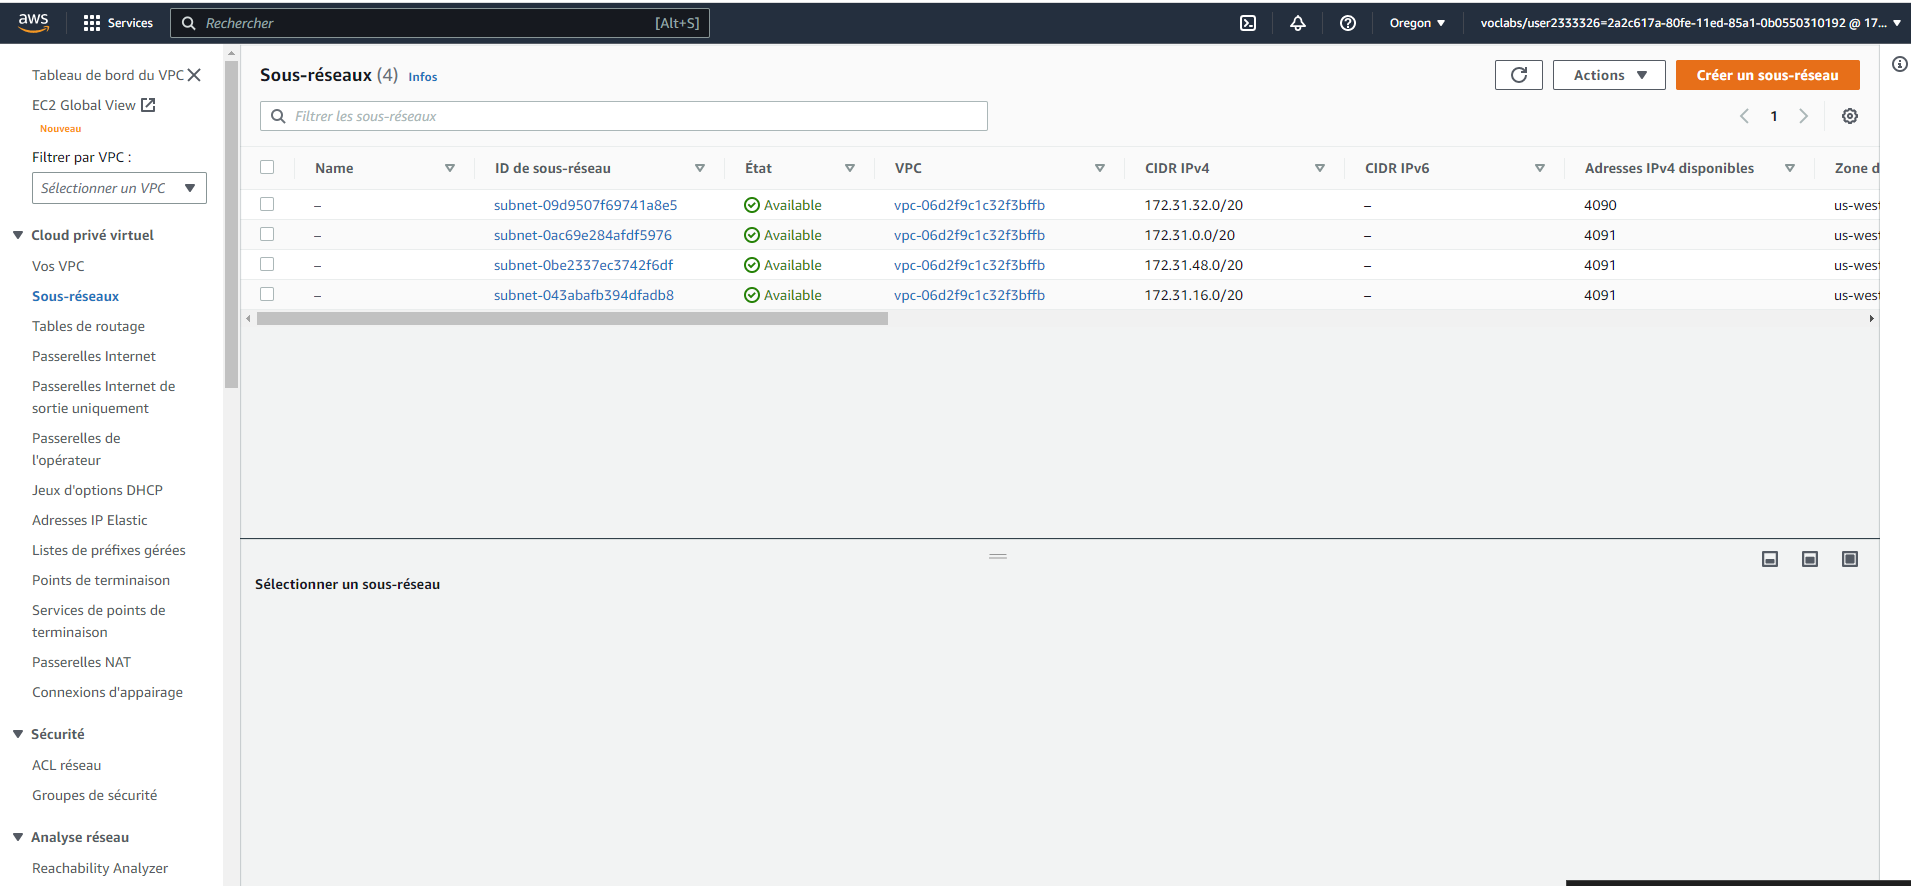 aws Services Rechercher [Alt+S] Oregon voclabs/user2333326=2a2c617a-80fe-11ed-85a1-0b0550310192 @ 17...
Tableau de bord du VPC
EC2 Global View
Nouveau
Filtrer par VPC :
Sélectionner un VPC
Cloud privé virtuel
Vos VPC
Sous-réseaux
Tables de routage
Passerelles Internet
Passerelles Internet de
sortie uniquement
Passerelles de
l'opérateur
Jeux d'options DHCP
Adresses IP Elastic
Listes de préfixes gérées
Points de terminaison
Services de points de
terminaison
Passerelles NAT
Connexions d'appairage
Sécurité
ACL réseau
Groupes de sécurité
Analyse réseau
Reachability Analyzer
Sous-réseaux (4) Infos
Actions Créer un sous-réseau
Filtrer les sous-réseaux
1
Name ID de sous-réseau État VPC CIDR IPv4 CIDR IPv6 Adresses IPv4 disponibles Zone d
– subnet-09d9507f69741a8e5 Available vpc-06d2f9c1c32f3bffb 172.31.32.0/20 – 4090 us-west
– subnet-0ac69e284afdf5976 Available vpc-06d2f9c1c32f3bffb 172.31.0.0/20 – 4091 us-west
– subnet-0be2337ec3742f6df Available vpc-06d2f9c1c32f3bffb 172.31.48.0/20 – 4091 us-west
– subnet-043abafb394dfadb8 Available vpc-06d2f9c1c32f3bffb 172.31.16.0/20 – 4091 us-west
Sélectionner un sous-réseau